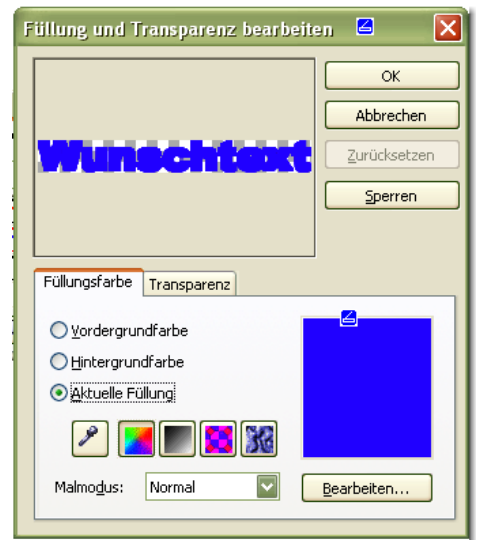 Füllung und Transparenz bearbeiten
OK
Abbrechen
Wunschtext
Zurücksetzen
Sperren
Füllungsfarbe Transparenz
Vordergrundfarbe
Hintergrundfarbe
Aktuelle Füllung
Malmodus: Normal Bearbeiten...